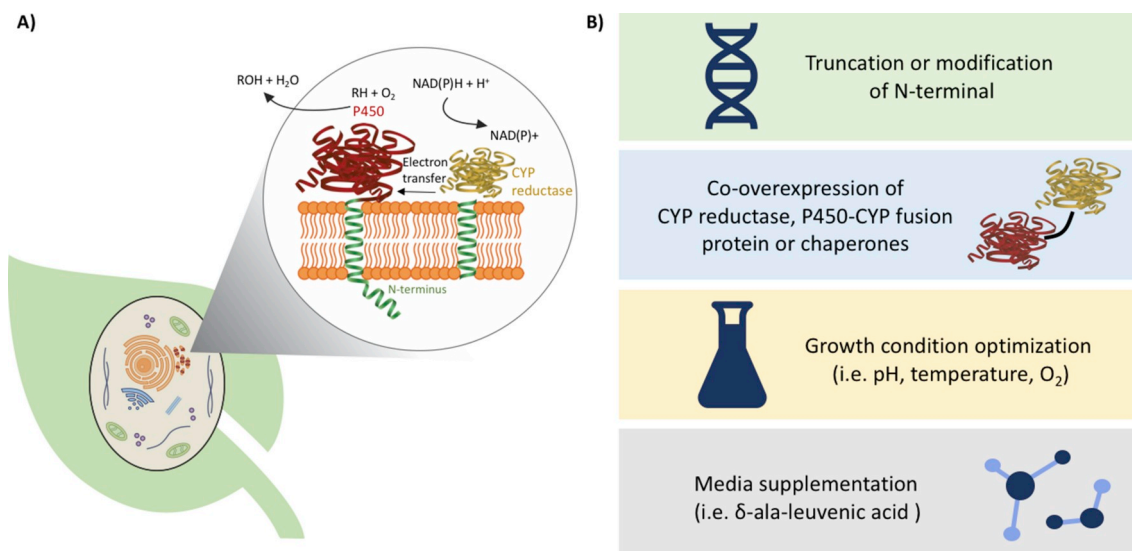 A)
ROH + H₂O
RH + O₂
P450
NAD(P)H + H⁺
NAD(P)+
Electron
transfer
CYP
reductase
N-terminus
B)
Truncation or modification
of N-terminal
Co-overexpression of
CYP reductase, P450-CYP fusion
protein or chaperones
Growth condition optimization
(i.e. pH, temperature, O₂)
Media supplementation
(i.e. δ-ala-leuvenic acid )